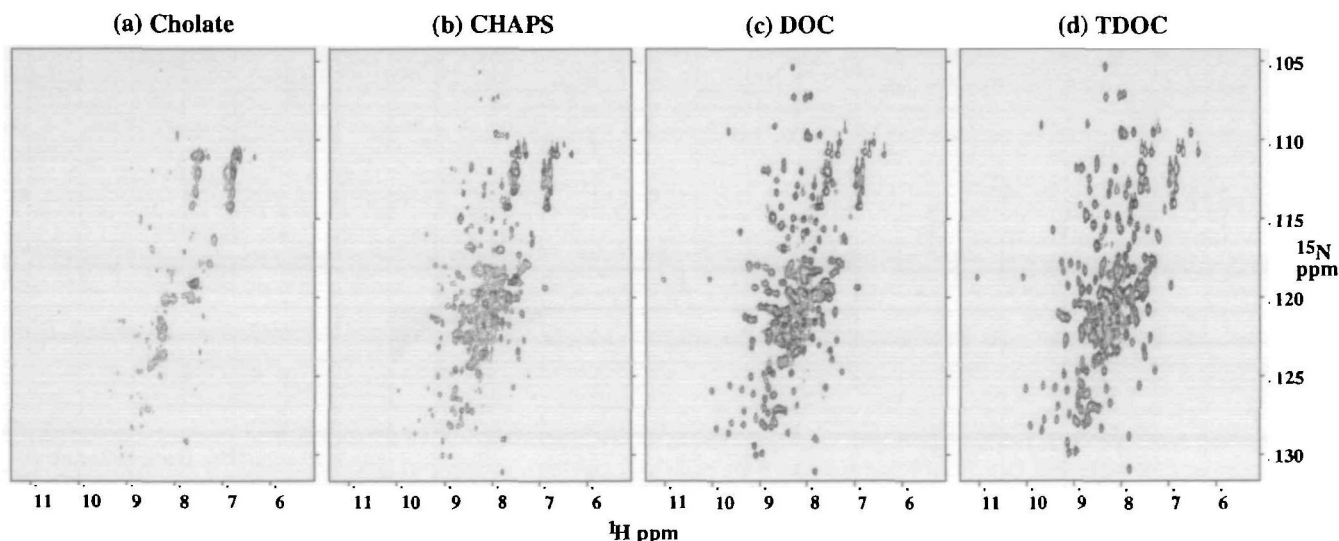 (a) Cholate (b) CHAPS (c) DOC (d) TDOC
.105
.110
.115
15N
ppm
.120
.125
.130
11 10 9 8 7 6 11 10 9 8 7 6 11 10 9 8 7 6 11 10 9 8 7 6
1H ppm